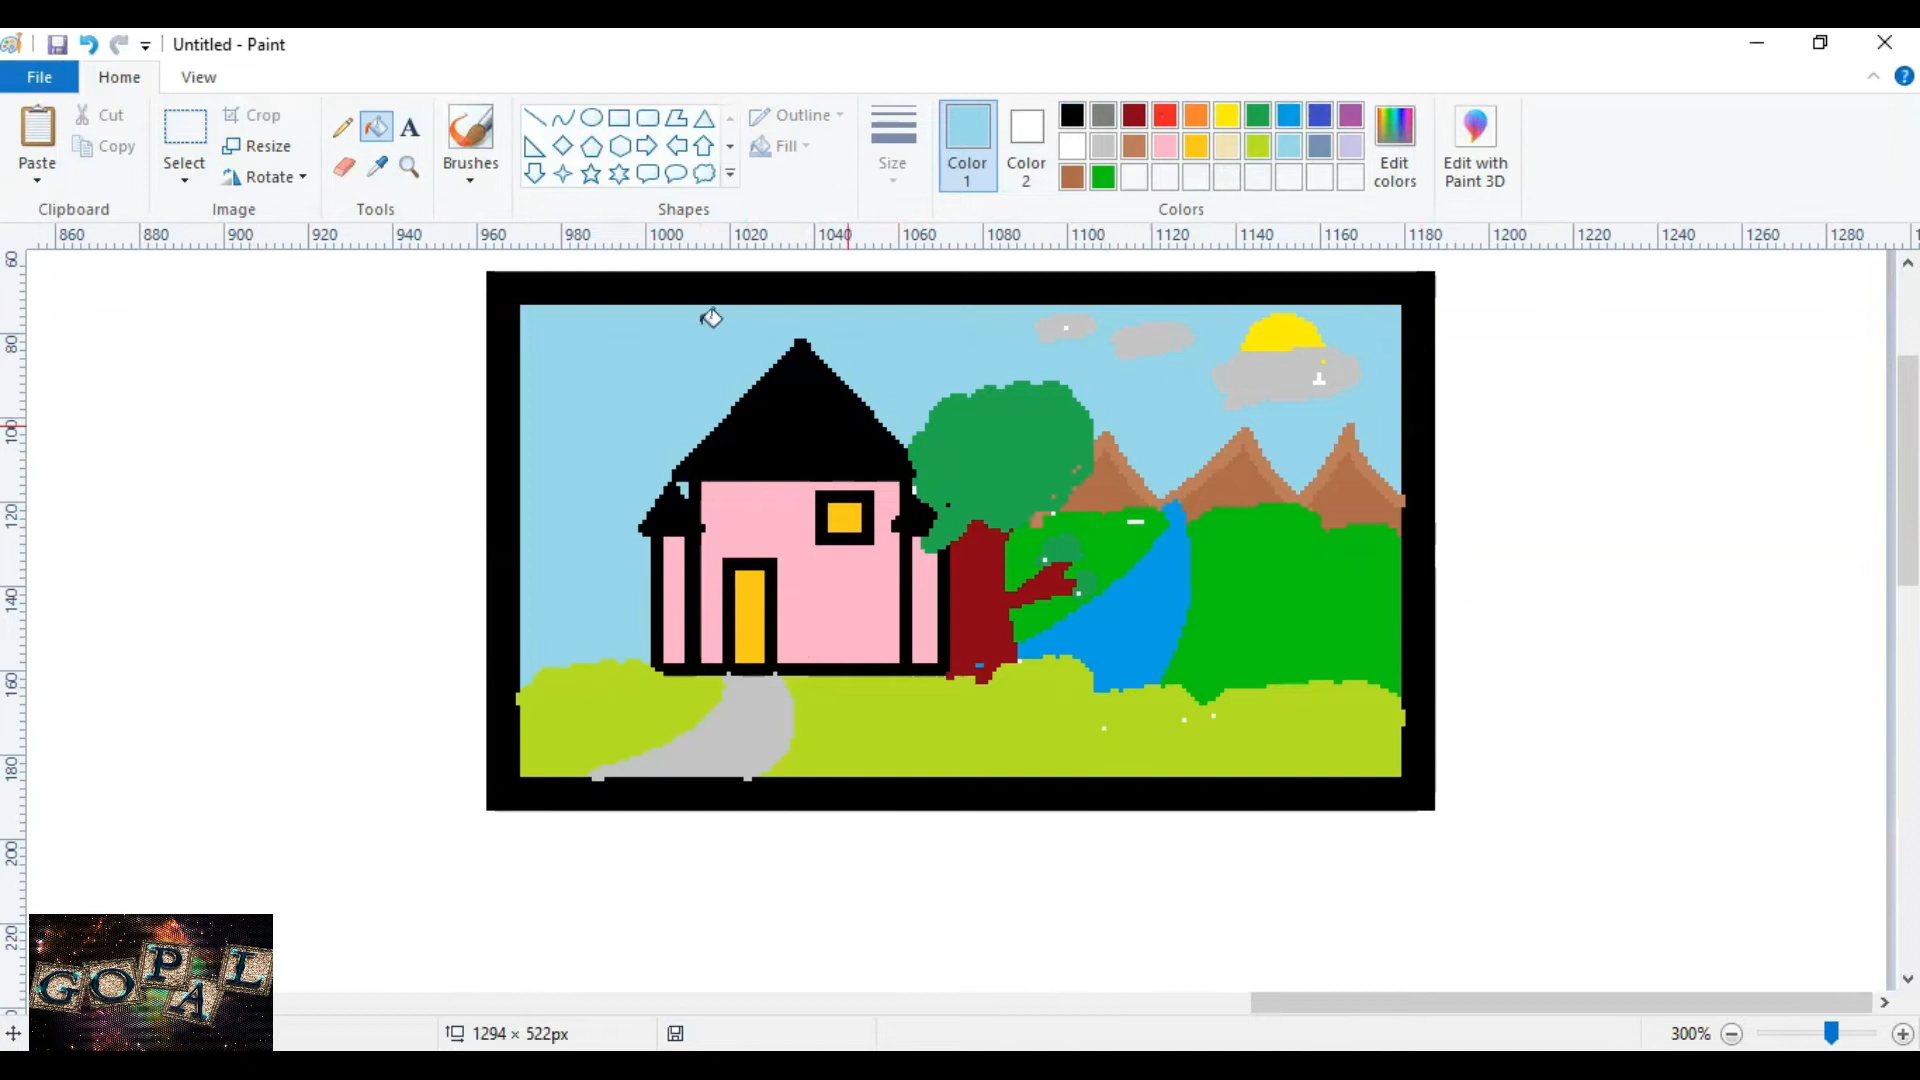 Untitled - Paint
File Home View
Paste Cut Copy Clipboard
Select Crop Resize Rotate Image
A Tools
Brushes
Outline Fill Shapes
Size
Color 1 Color 2 Edit colors Colors
Edit with Paint 3D
860 880 900 920 940 960 980 1000 1020 1040 1060 1080 1100 1120 1140 1160 1180 1200 1220 1240 1260 1280
60
80
100
120
140
160
180
200
220
GOPAL
1294 × 522px 300%